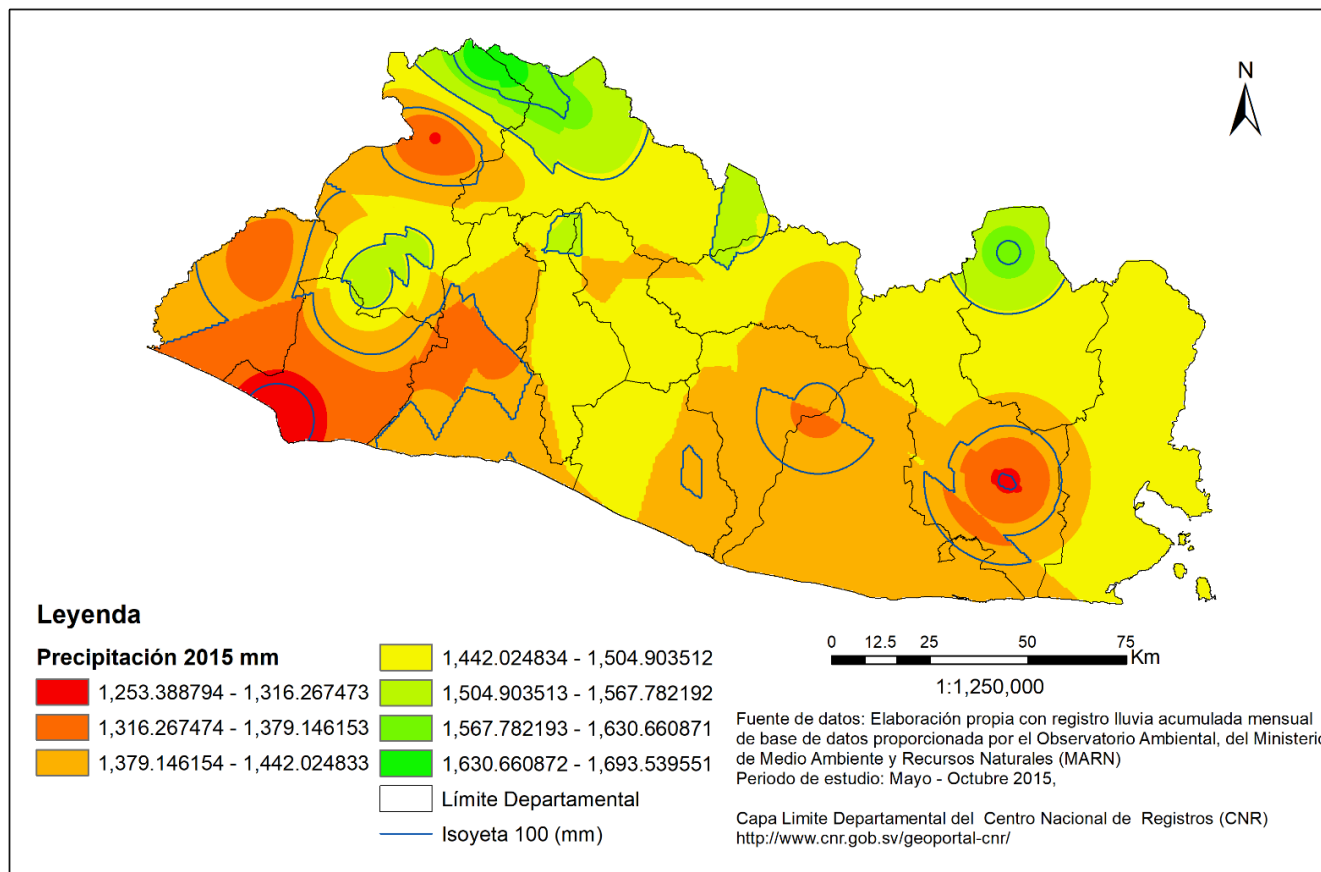 N
Leyenda
Precipitación 2015 mm
1,253.388794 - 1,316.267473
1,316.267474 - 1,379.146153
1,379.146154 - 1,442.024833
1,442.024834 - 1,504.903512
1,504.903513 - 1,567.782192
1,567.782193 - 1,630.660871
1,630.660872 - 1,693.539551
Límite Departamental
Isoyeta 100 (mm)
0 12.5 25 50 75
Km
1:1,250,000
Fuente de datos: Elaboración propia con registro lluvia acumulada mensual
de base de datos proporcionada por el Observatorio Ambiental, del Ministerio
de Medio Ambiente y Recursos Naturales (MARN)
Periodo de estudio: Mayo - Octubre 2015,
Capa Limite Departamental del Centro Nacional de Registros (CNR)
http://www.cnr.gob.sv/geoportal-cnr/